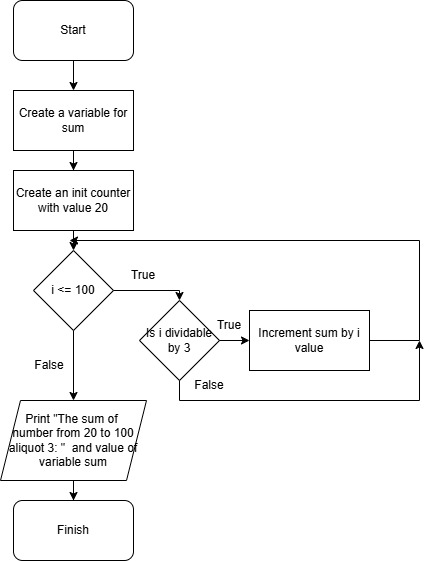 Start
Create a variable for
sum
Create an init counter
with value 20
i <= 100
True
Is i dividable
by 3
True
Increment sum by i
value
False
False
Print "The sum of
number from 20 to 100
aliquot 3: " and value of
variable sum
Finish